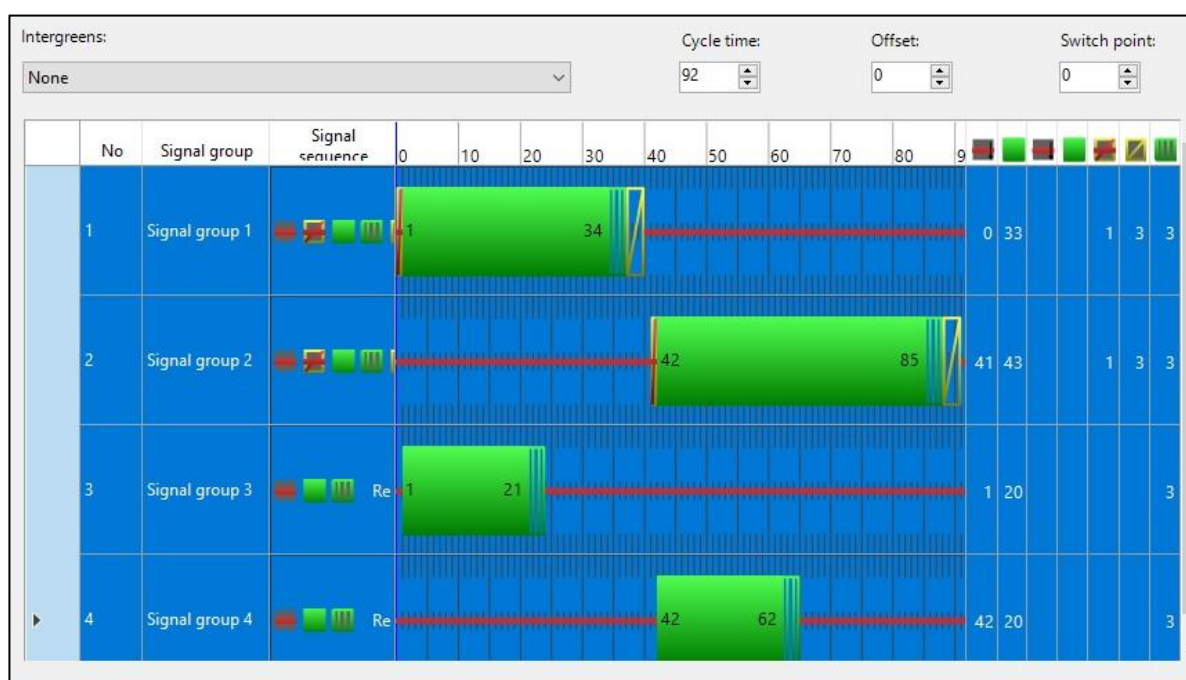 Intergreens: Cycle time: Offset: Switch point:
None 92 0 0
No Signal group Signal sequence 0 10 20 30 40 50 60 70 80 9
1 Signal group 1 1 34 0 33 1 3 3
2 Signal group 2 42 85 41 43 1 3 3
3 Signal group 3 Re 1 21 1 20 3
4 Signal group 4 Re 42 62 42 20 3